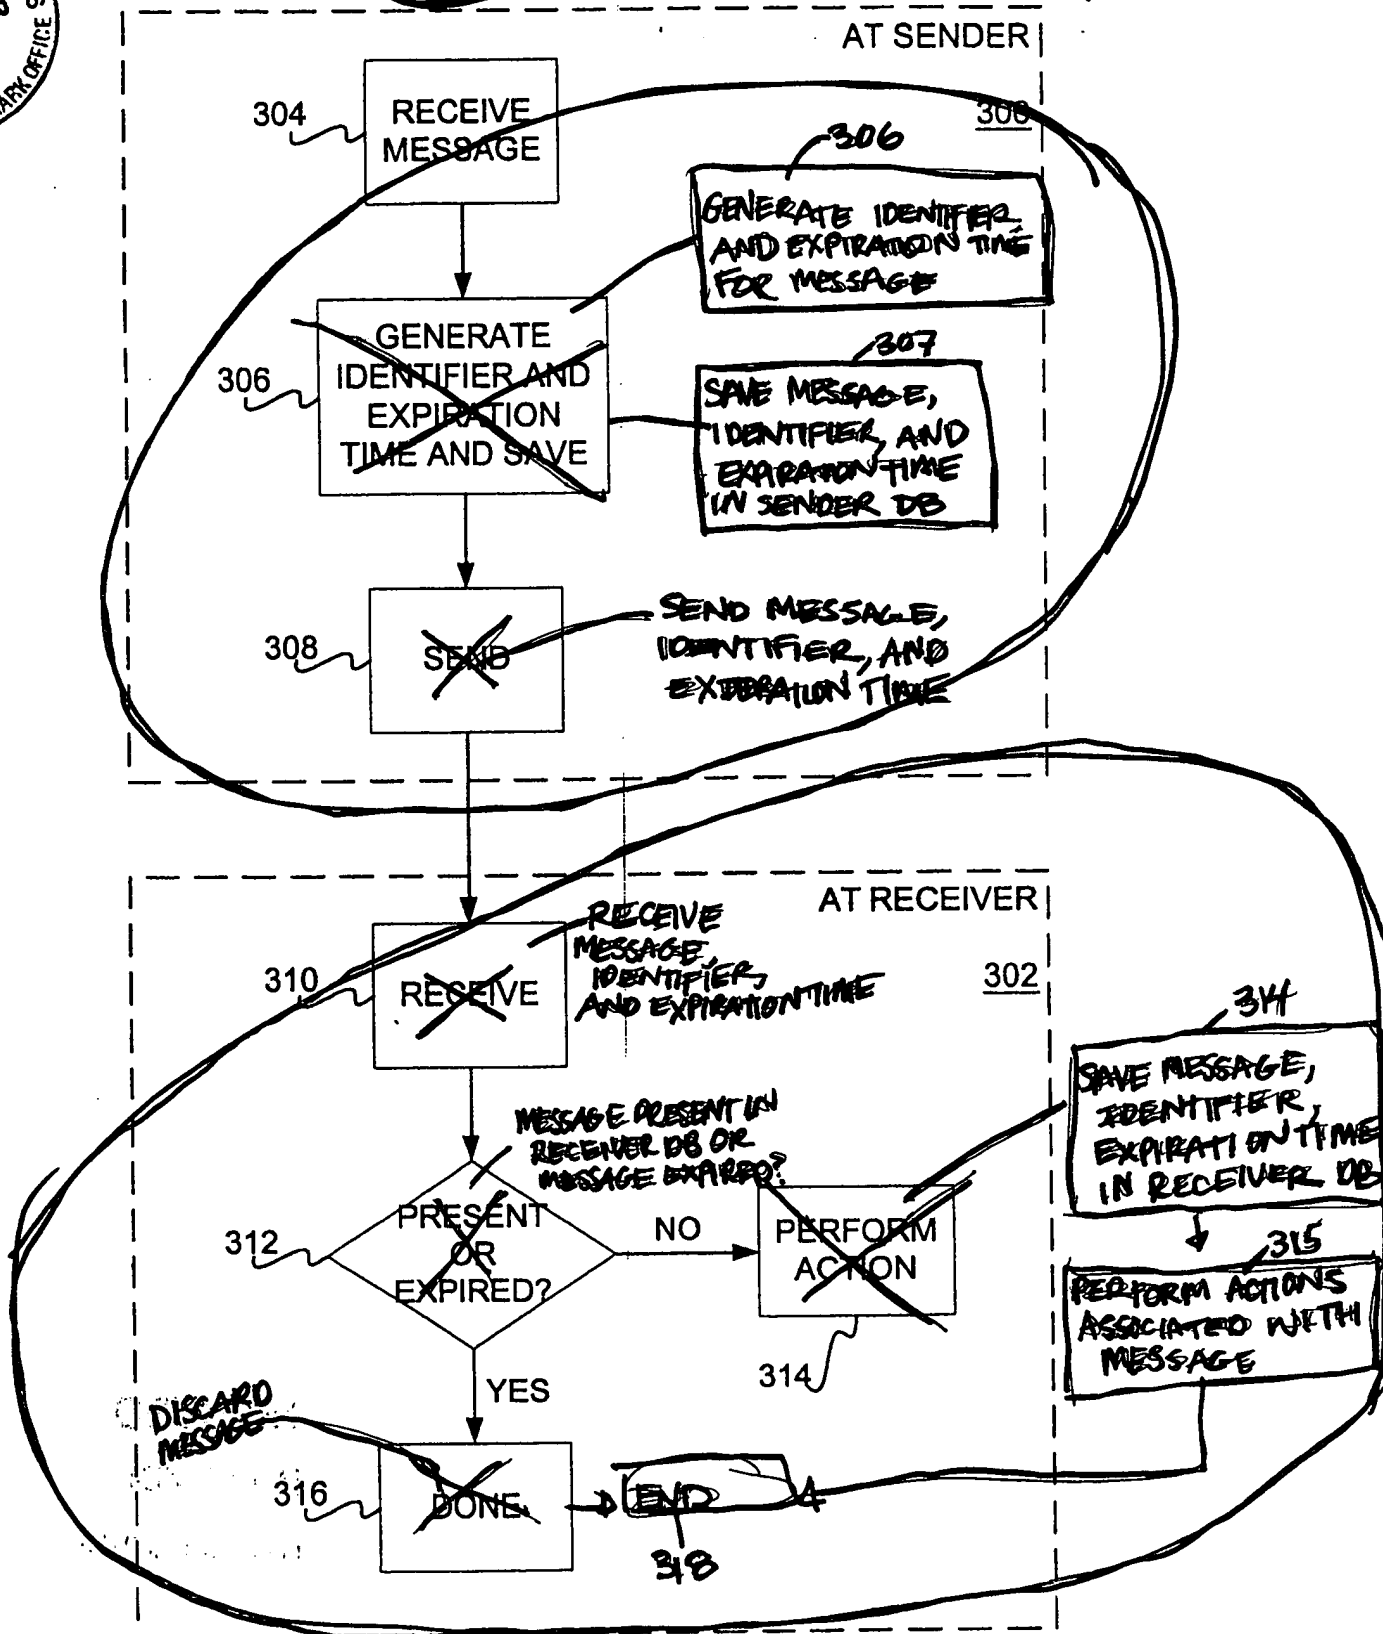 MARK OFFICE
AT SENDER
304
RECEIVE
MESSAGE
300
306
GENERATE IDENTIFIER
AND EXPIRATION TIME
FOR MESSAGE
306
GENERATE
IDENTIFIER AND
EXPIRATION
TIME AND SAVE
307
SAVE MESSAGE,
IDENTIFIER, AND
EXPIRATION TIME
IN SENDER DB
308
SEND
SEND MESSAGE,
IDENTIFIER, AND
EXPIRATION TIME
AT RECEIVER
302
310
RECEIVE
RECEIVE
MESSAGE,
IDENTIFIER,
AND EXPIRATION TIME
314
SAVE MESSAGE,
IDENTIFIER,
EXPIRATION TIME
IN RECEIVER DB
MESSAGE PRESENT IN
RECEIVER DB OR
MESSAGE EXPIRED?
312
PRESENT
OR
EXPIRED?
NO
PERFORM
ACTION
314
315
PERFORM ACTIONS
ASSOCIATED WITH
MESSAGE
YES
DISCARD
MESSAGE
316
DONE
END
318